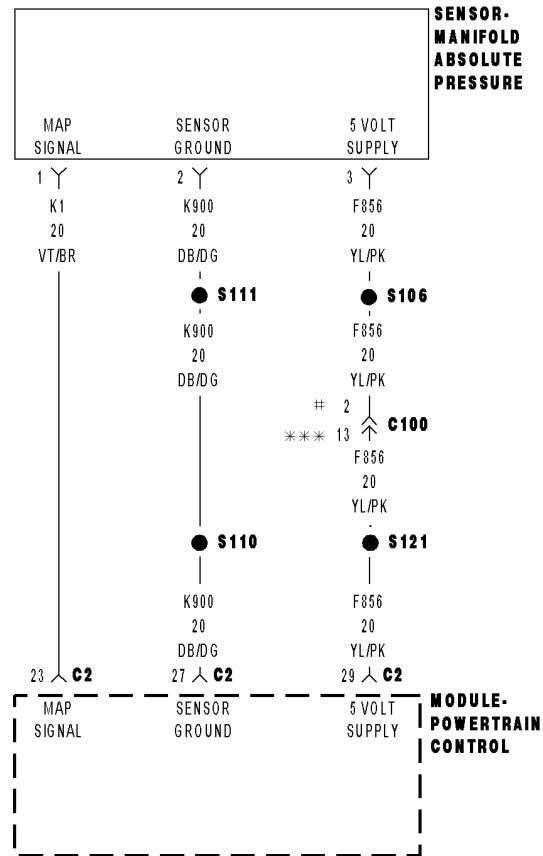 SENSOR-
MANIFOLD
ABSOLUTE
PRESSURE
MAP SENSOR 5 VOLT
SIGNAL GROUND SUPPLY
1 2 3
K1 K900 F856
20 20 20
VT/BR DB/DG YL/PK
S111 S106
K900 F856
20 20
DB/DG YL/PK
# 2
C100
*** 13
F856
20
YL/PK
S110 S121
K900 F856
20 20
DB/DG YL/PK
23 C2 27 C2 29 C2
MAP SENSOR 5 VOLT
SIGNAL GROUND SUPPLY
MODULE-
POWERTRAIN
CONTROL